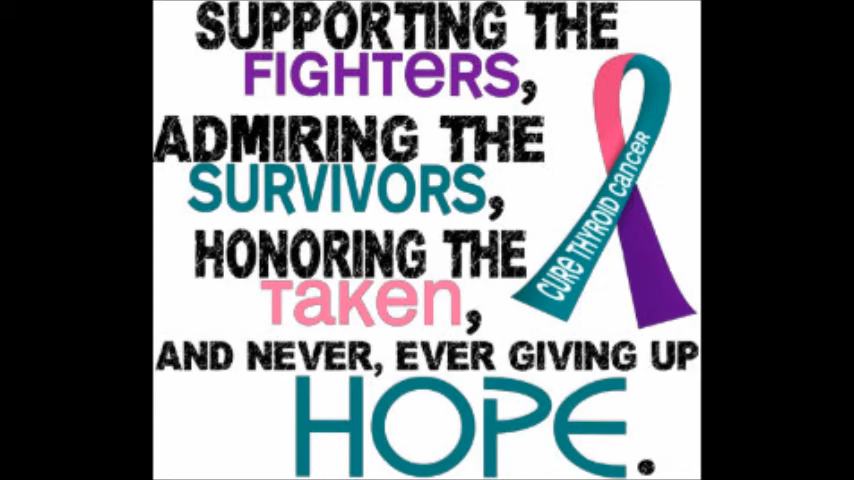 SUPPORTING THE
FIGHTeRS,
ADMIRING THE
SURVIVORS,
HONORING THE
TaKen,
AND NEVER, EVER GIVING UP
HOPE.
CURe THYROID CanceR